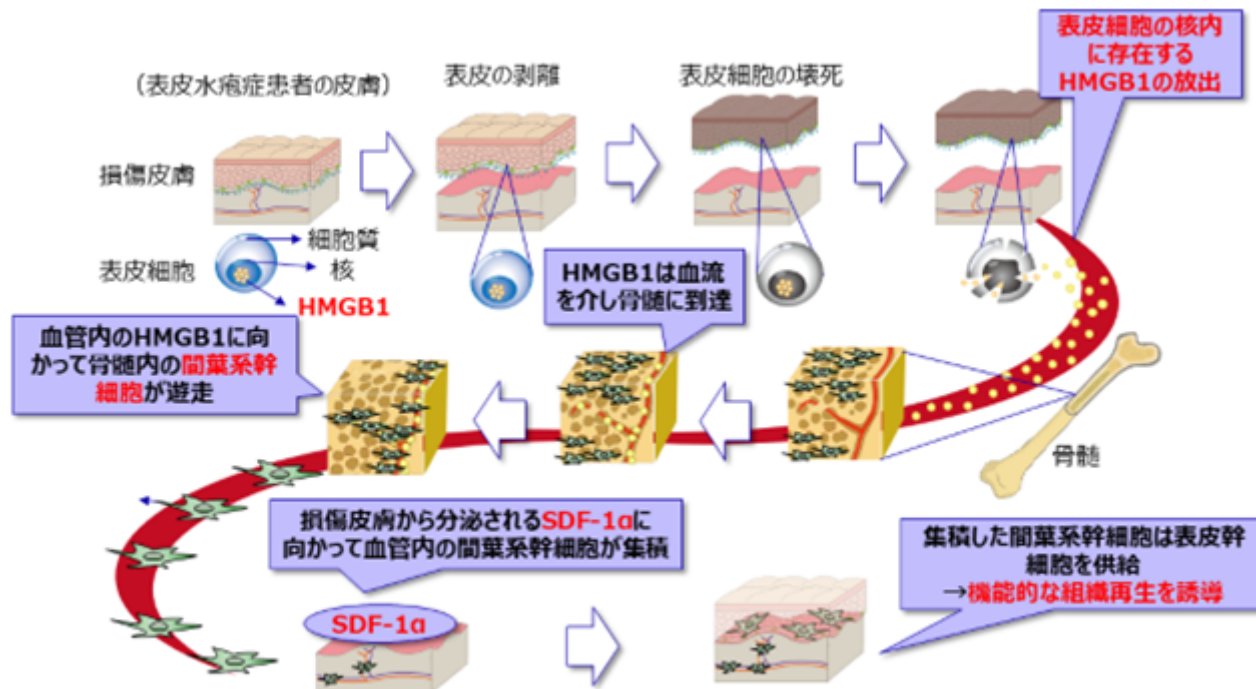 (表皮水疱症患者の皮膚)
表皮の剥離
表皮細胞の壊死
表皮細胞の核内
に存在する
HMGB1の放出
損傷皮膚
表皮細胞
細胞質
核
HMGB1
HMGB1は血流
を介し骨髄に到達
血管内のHMGB1に向
かって骨髄内の間葉系幹
細胞が遊走
骨髄
損傷皮膚から分泌されるSDF-1αに
向かって血管内の間葉系幹細胞が集積
集積した間葉系幹細胞は表皮幹
細胞を供給
→機能的な組織再生を誘導
SDF-1α